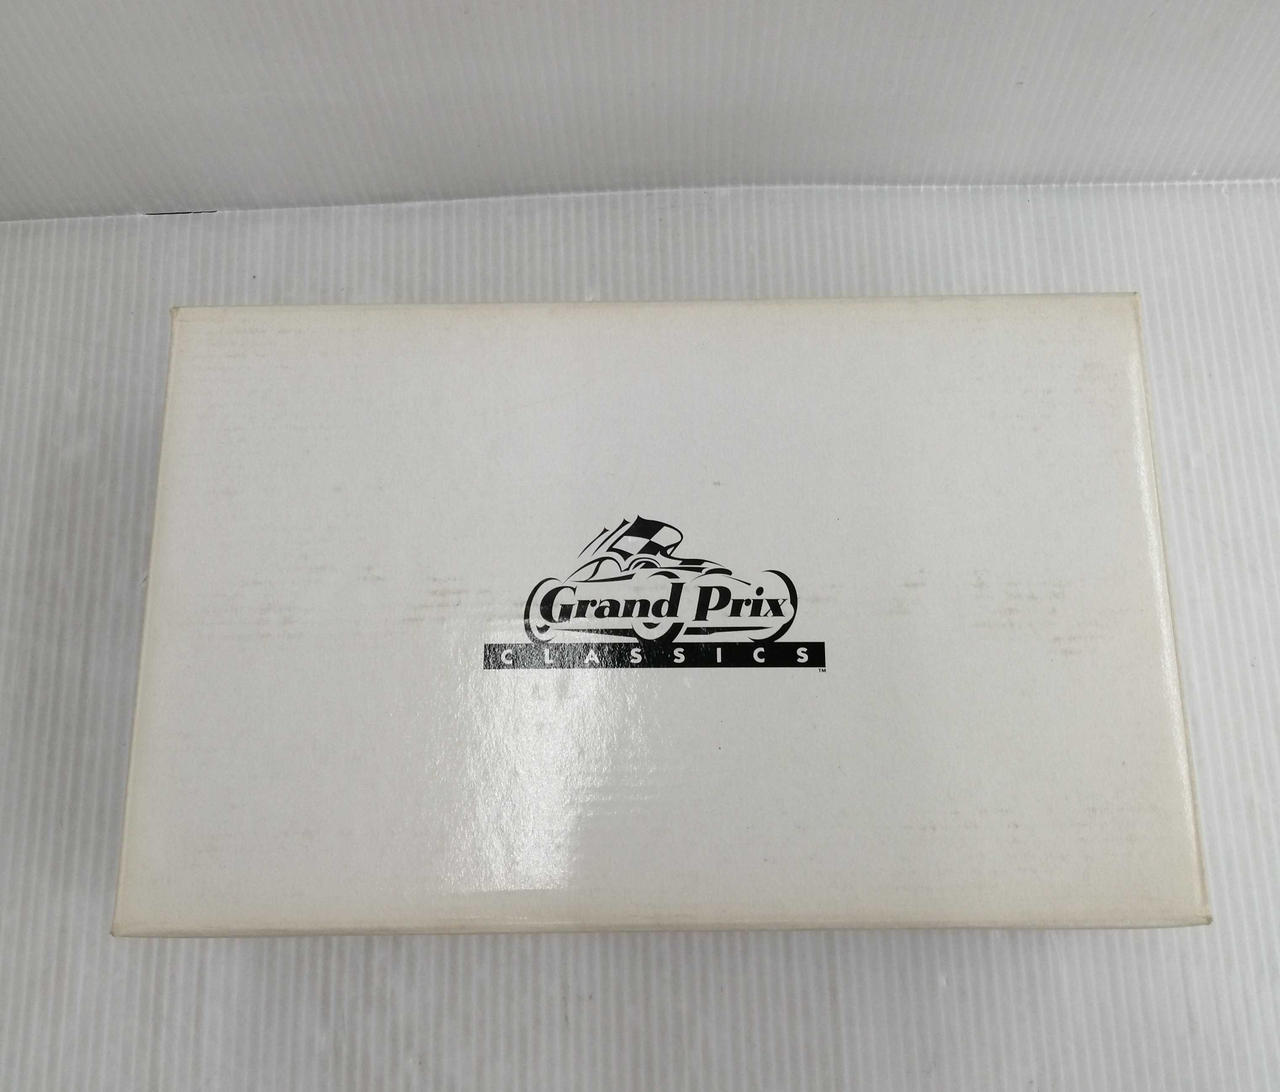 Grand Prix
CLASSICS
TM